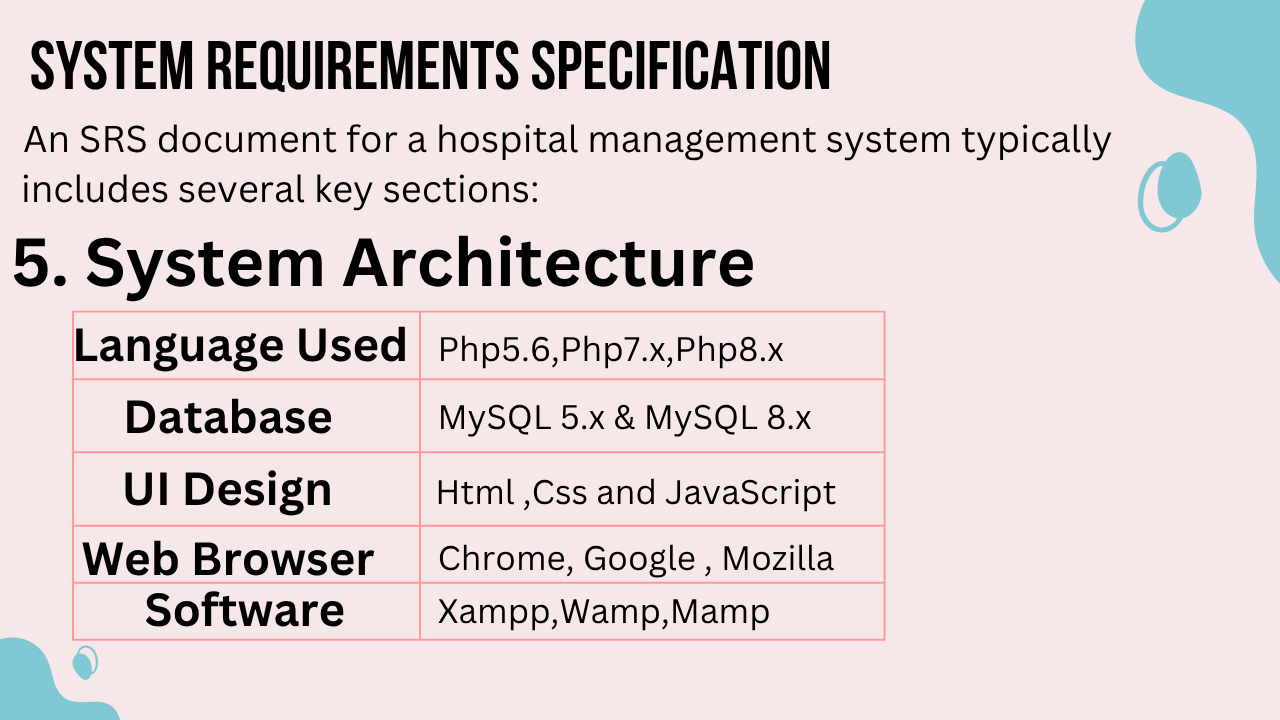 SYSTEM REQUIREMENTS SPECIFICATION
An SRS document for a hospital management system typically
includes several key sections:
5. System Architecture
Language Used Php5.6,Php7.x,Php8.x
Database MySQL 5.x & MySQL 8.x
UI Design Html ,Css and JavaScript
Web Browser Chrome, Google , Mozilla
Software Xampp,Wamp,Mamp